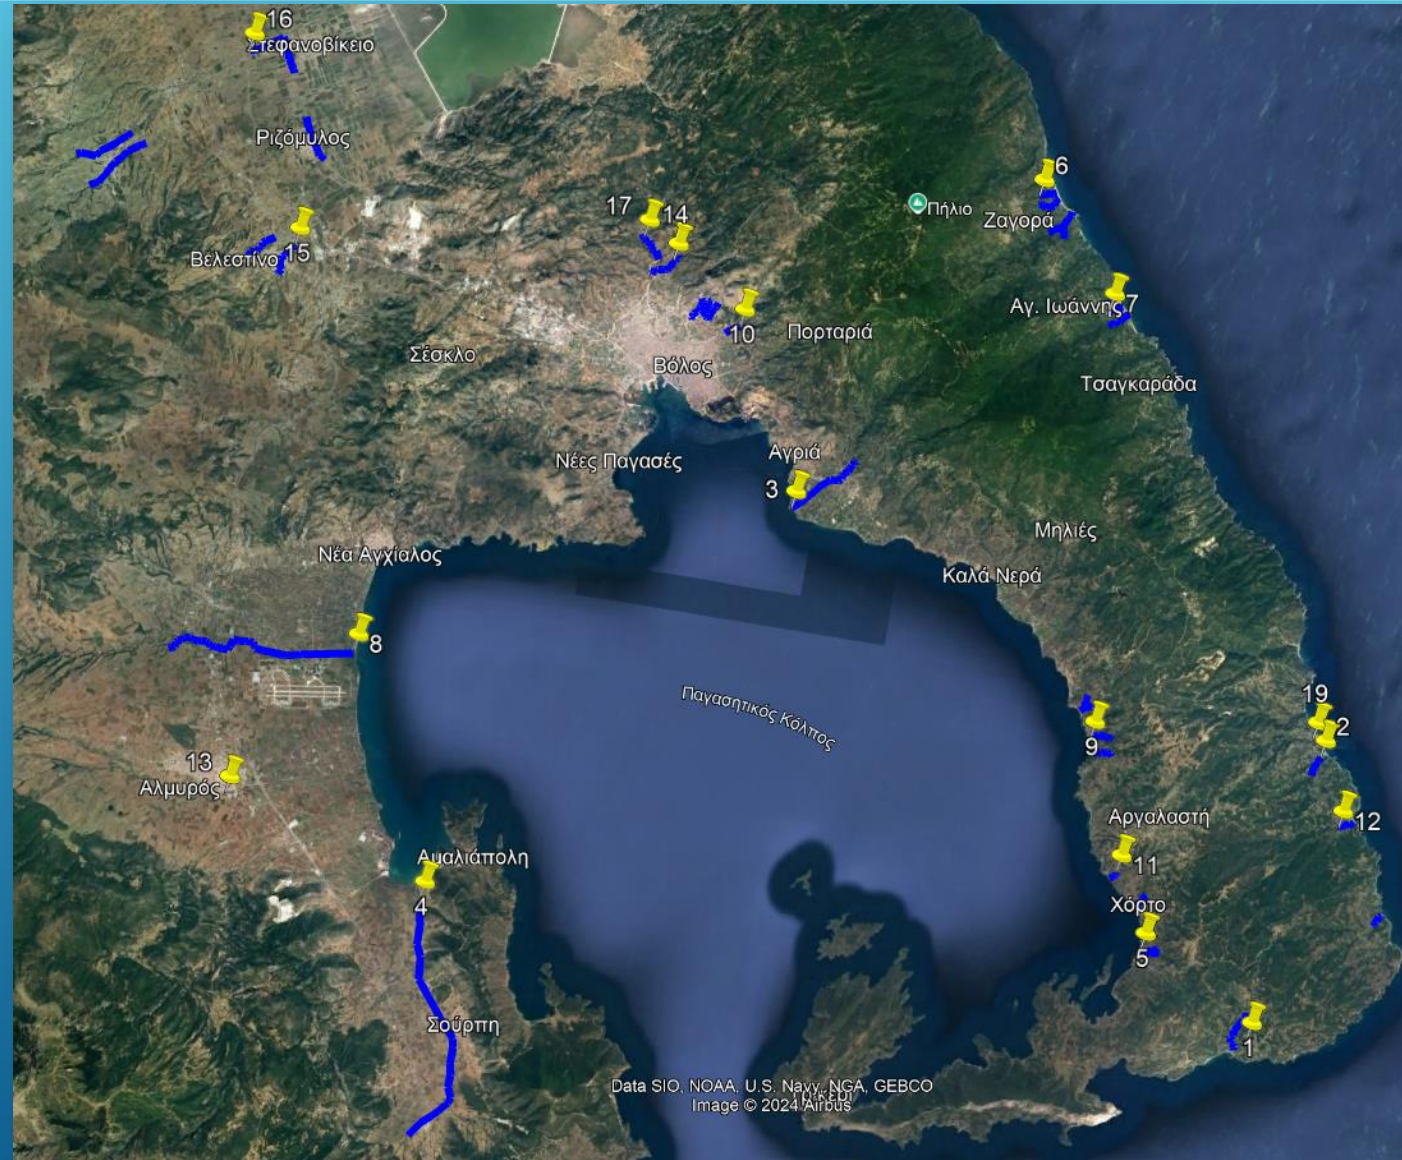 16
Στεφανοβίκειο
Ριζόμυλος
6
17
14
Πήλιο
Ζαγορά
Βελεστίνο
15
Αγ. Ιωάννης
7
10
Πορταριά
Σέσκλο
Βόλος
Τσαγκαράδα
Αγριά
Νέες Παγασές
3
Μηλιές
Νέα Αγχίαλος
Καλά Νερά
8
19
Παγασητικός Κόλπος
2
9
13
Αλμυρός
Αργαλαστή
12
Αμαλιάπολη
11
4
Χόρτο
5
Σούρπη
1
Data SIO, NOAA, U.S. Navy, NGA, GEBCO
Τρίκερι
Image © 2024 Airbus